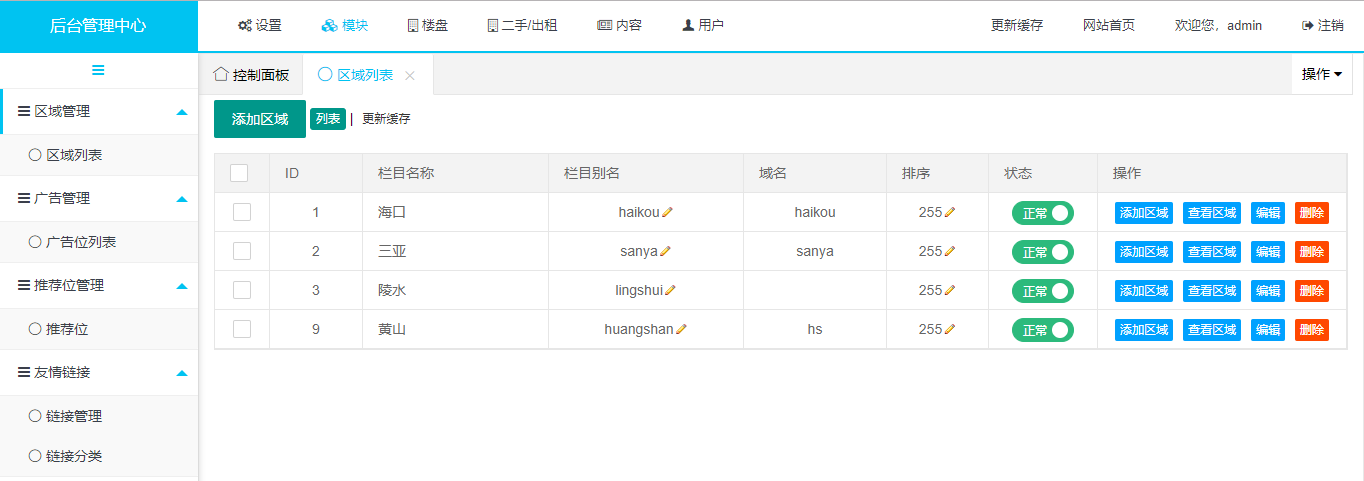 后台管理中心 设置 模块 楼盘 二手/出租 内容 用户 更新缓存 网站首页 欢迎您，admin 注销
控制面板 区域列表 操作
区域管理
区域列表
广告管理
广告位列表
推荐位管理
推荐位
友情链接
链接管理
链接分类
添加区域 列表 | 更新缓存
ID 栏目名称 栏目别名 域名 排序 状态 操作
1 海口 haikou haikou 255 正常 添加区域 查看区域 编辑 删除
2 三亚 sanya sanya 255 正常 添加区域 查看区域 编辑 删除
3 陵水 lingshui 255 正常 添加区域 查看区域 编辑 删除
9 黄山 huangshan hs 255 正常 添加区域 查看区域 编辑 删除